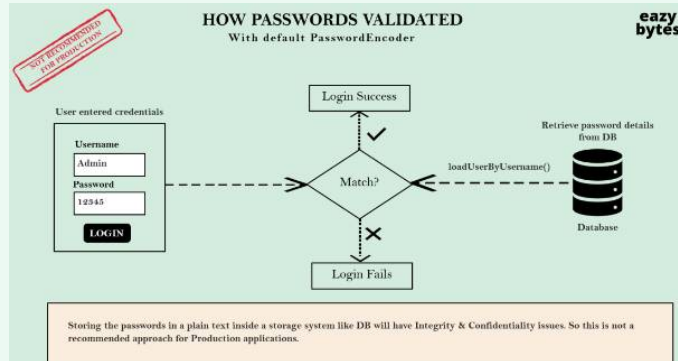 HOW PASSWORDS VALIDATED
With default PasswordEncoder
eazy
bytes
NOT RECOMMENDED
FOR PRODUCTION
User entered credentials
Username
Admin
Password
12345
LOGIN
Login Success
Match?
Login Fails
loadUserByUsername()
Retrieve password details
from DB
Database
Storing the passwords in a plain text inside a storage system like DB will have Integrity & Confidentiality issues. So this is not a
recommended approach for Production applications.